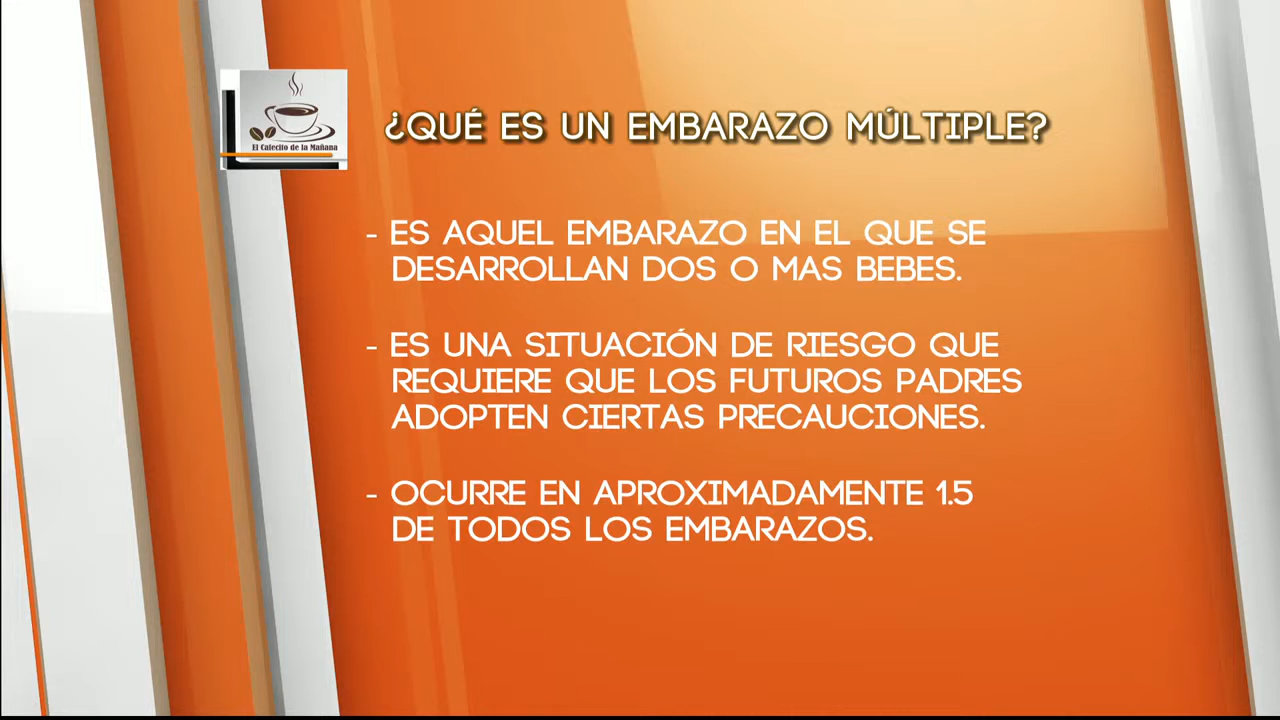 El Cafecito de la Mañana
¿QUÉ ES UN EMBARAZO MÚLTIPLE?
- ES AQUEL EMBARAZO EN EL QUE SE
DESARROLLAN DOS O MAS BEBES.
- ES UNA SITUACIÓN DE RIESGO QUE
REQUIERE QUE LOS FUTUROS PADRES
ADOPTEN CIERTAS PRECAUCIONES.
- OCURRE EN APROXIMADAMENTE 1.5
DE TODOS LOS EMBARAZOS.